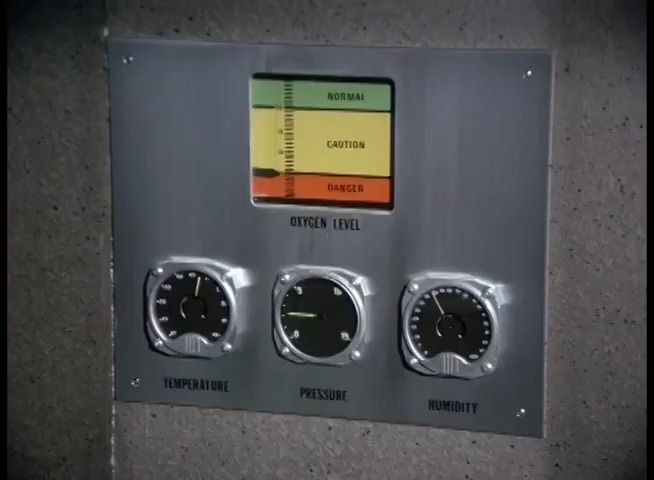 NORMAL
CAUTION
DANGER
OXYGEN LEVEL
TEMPERATURE
PRESSURE
HUMIDITY